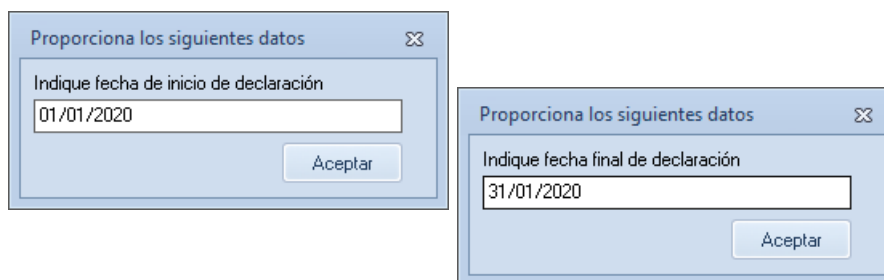 Proporciona los siguientes datos
Indique fecha de inicio de declaración
01/01/2020
Aceptar
Proporciona los siguientes datos
Indique fecha final de declaración
31/01/2020
Aceptar